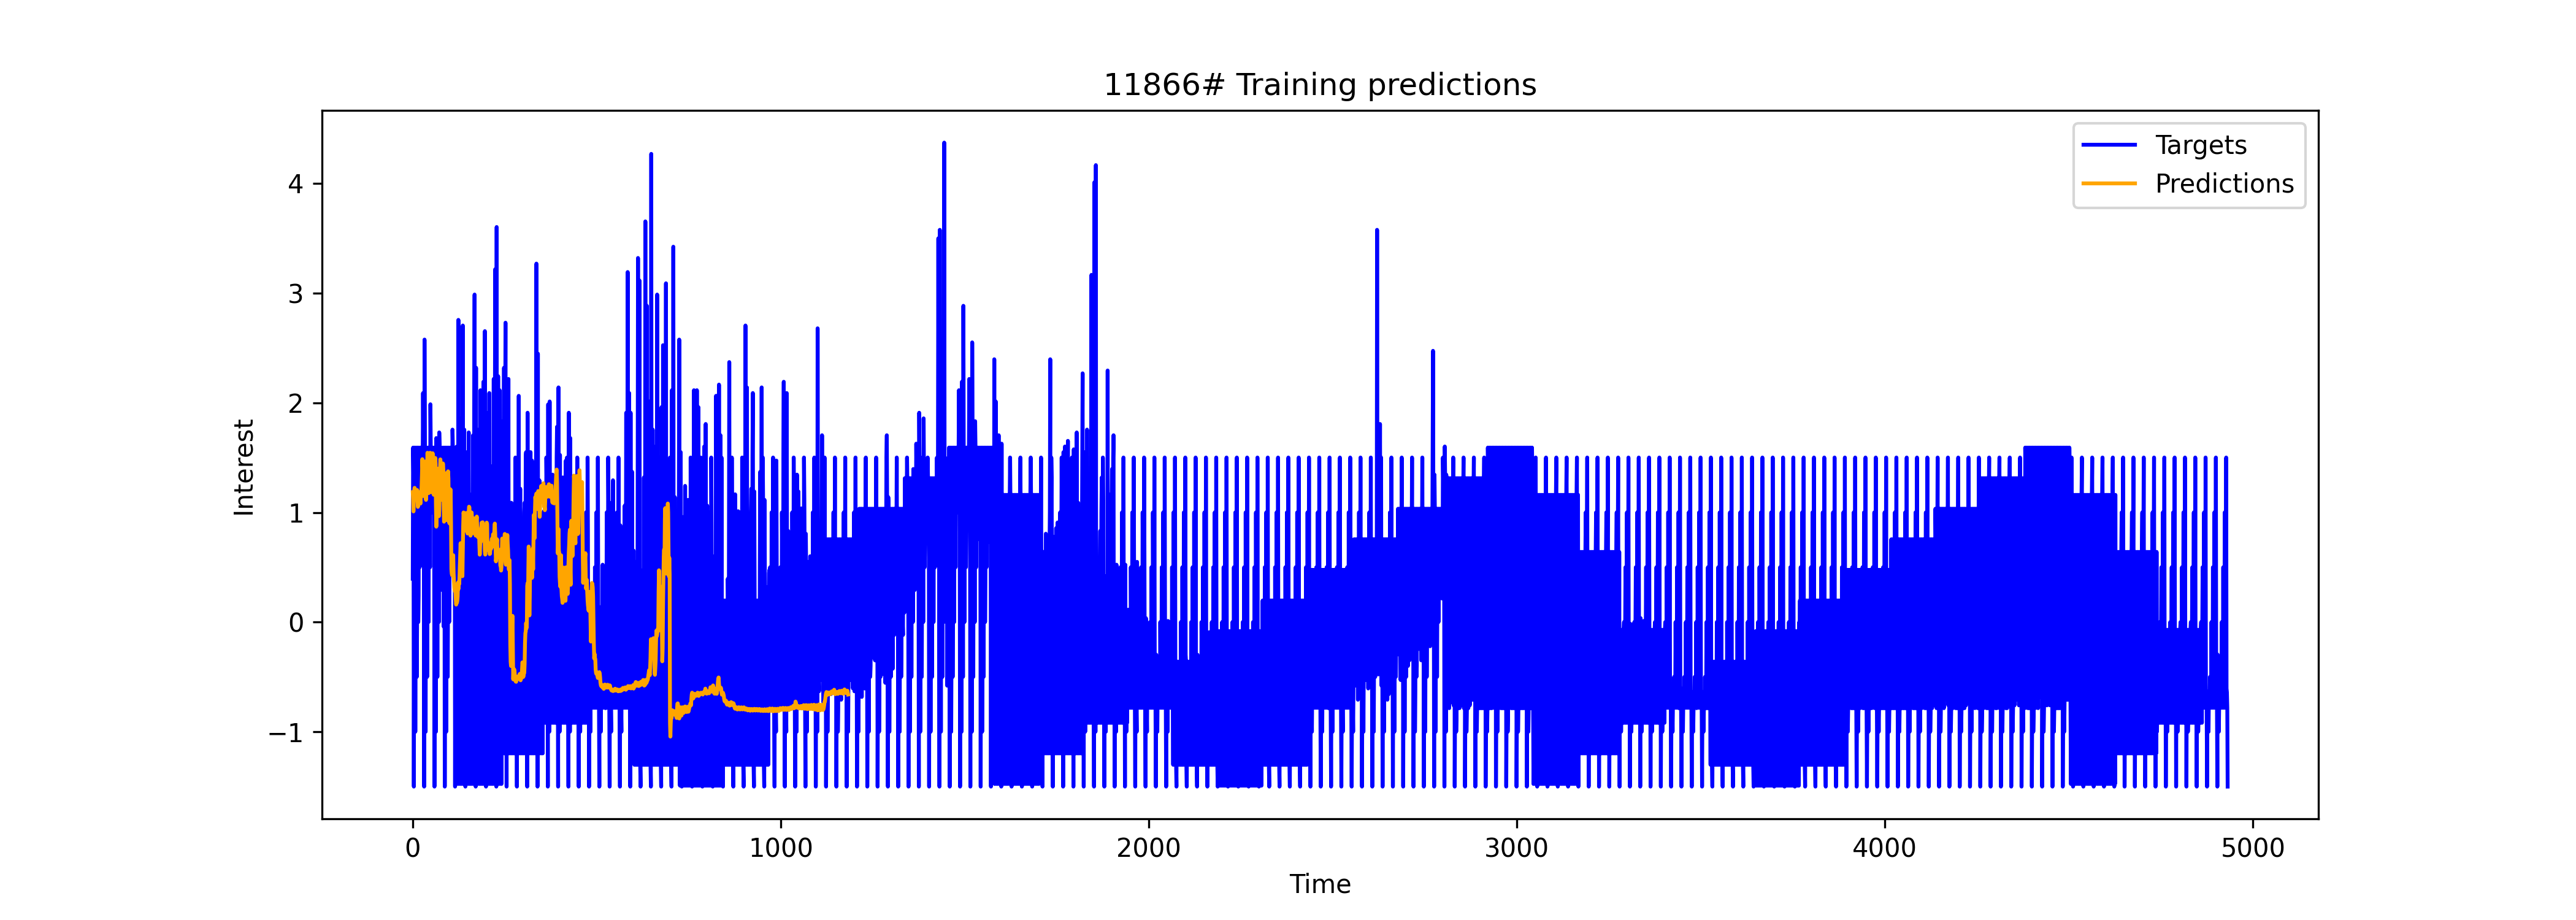 11866# Training predictions
Targets
Predictions
Interest
4
3
2
1
0
−1
0
1000
2000
3000
4000
5000
Time